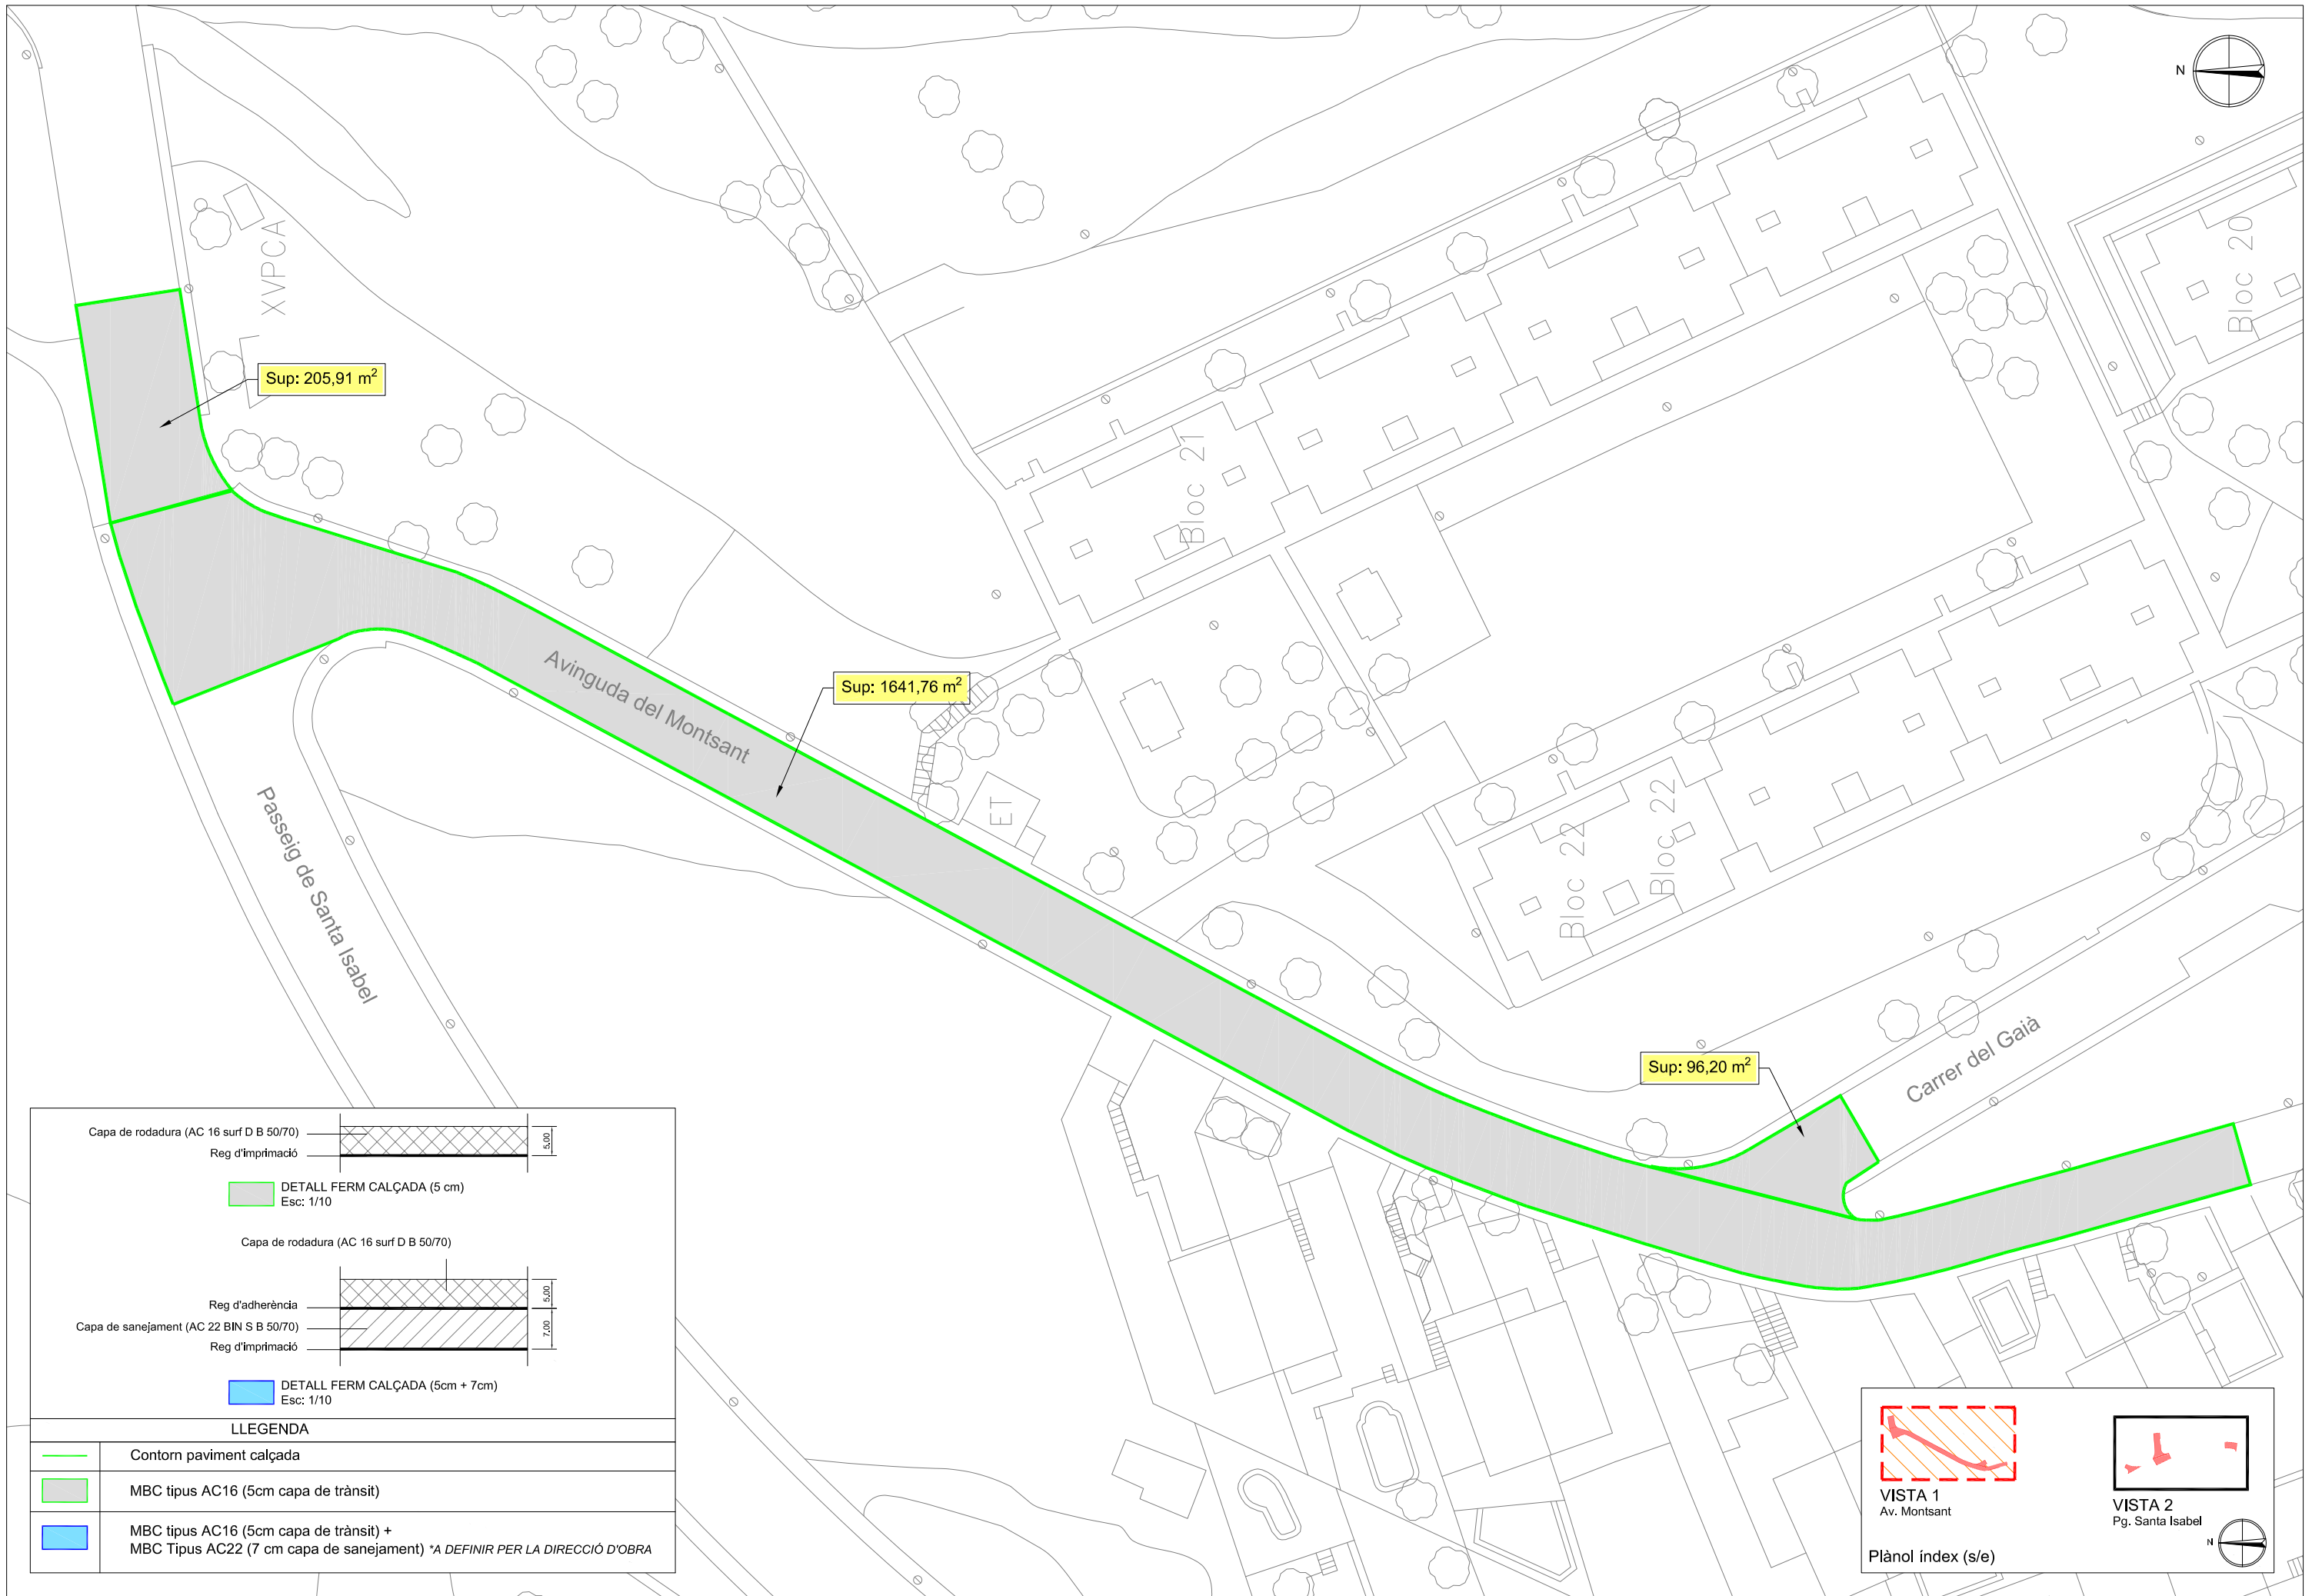 N
XVPCA
Sup: 205,91 m²
Bloc 20
Bloc 21
Avinguda del Montsant
Sup: 1641,76 m²
ET
Passeig de Santa Isabel
Bloc 22
Bloc 22
Carrer del Gaià
Sup: 96,20 m²
Capa de rodadura (AC 16 surf D B 50/70)
Reg d'imprimació
5,00
DETALL FERM CALÇADA (5 cm)
Esc: 1/10
Capa de rodadura (AC 16 surf D B 50/70)
Reg d'adherència
Capa de sanejament (AC 22 BIN S B 50/70)
Reg d'imprimació
5,00
7,00
DETALL FERM CALÇADA (5cm + 7cm)
Esc: 1/10
LLEGENDA
Contorn paviment calçada
MBC tipus AC16 (5cm capa de trànsit)
MBC tipus AC16 (5cm capa de trànsit) +
MBC Tipus AC22 (7 cm capa de sanejament) *A DEFINIR PER LA DIRECCIÓ D'OBRA
VISTA 1
Av. Montsant
VISTA 2
Pg. Santa Isabel
N
Plànol índex (s/e)